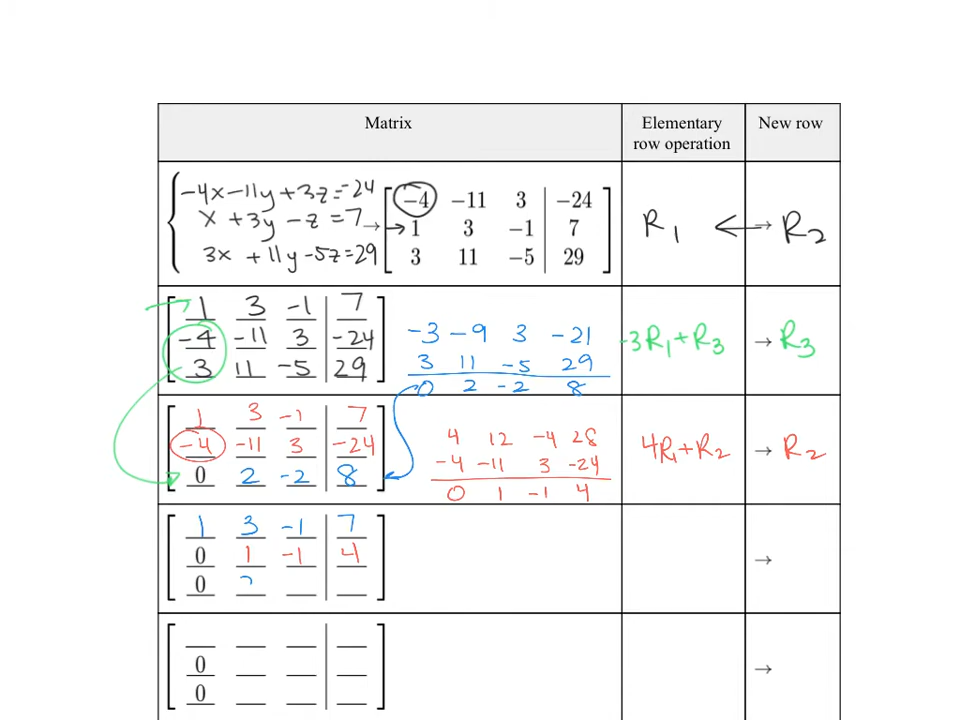 Matrix Elementary row operation New row
-4x-11y+3z=-24 -4 -11 3 -24
x+3y-z=7 → 1 3 -1 7 R1 ← → R2
3x+11y-5z=29 3 11 -5 29
1 3 -1 7
-4 -11 3 -24 -3 -9 3 -21 -3R1+R3 → R3
3 11 -5 29 3 11 -5 29
0 2 -2 8
1 3 -1 7
-4 -11 3 -24 4 12 -4 28 4R1+R2 → R2
0 2 -2 8 -4 -11 3 -24
0 1 -1 4
1 3 -1 7
0 1 -1 4 →
0
0 →
0